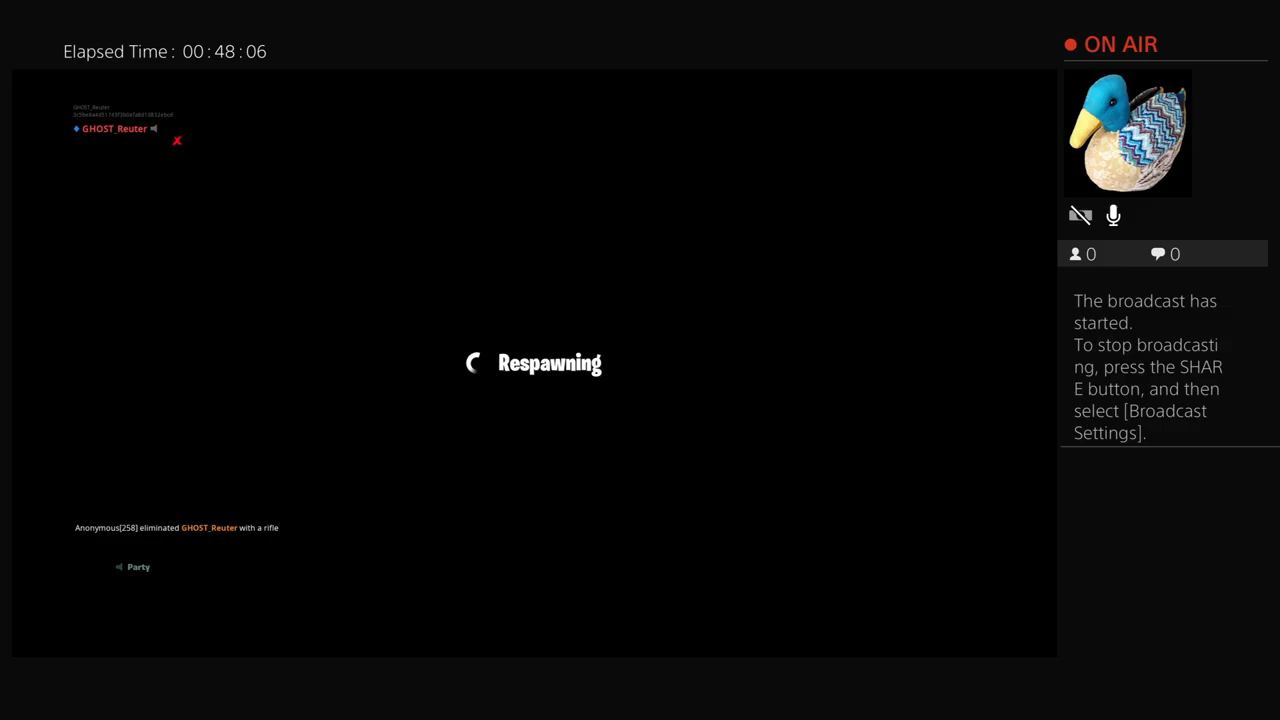 Elapsed Time : 00 : 48 : 06
ON AIR
GHOST_Reuter
GHOST_Reuter
X
0
0
The broadcast has
started.
To stop broadcasti
ng, press the SHAR
E button, and then
select [Broadcast
Settings].
Respawning
Anonymous[258] eliminated GHOST_Reuter with a rifle
Party